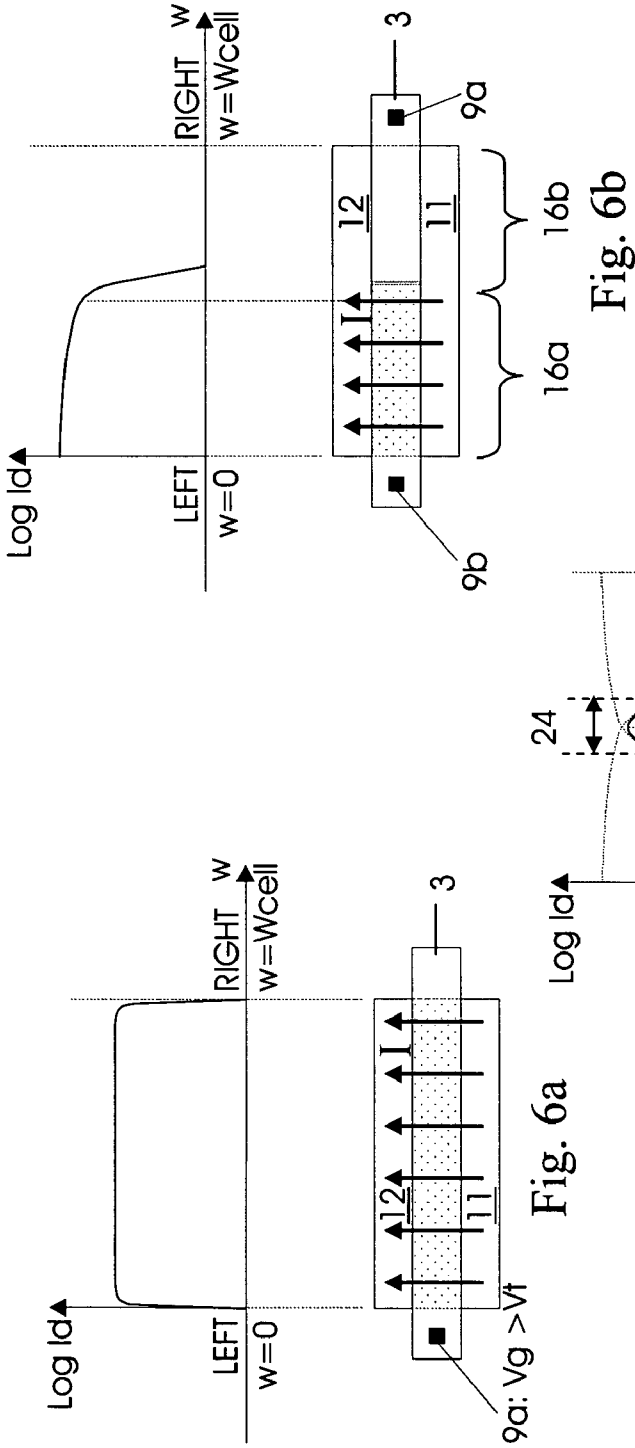 Log Id
LEFT
w=0
RIGHT
w=Wcell
w
12
I
11
3
9a: Vg >Vt
Fig. 6a
Log Id
LEFT
w=0
RIGHT
w=Wcell
w
12
I
11
3
9b
9a
16a
16b
Fig. 6b
Log Id
24